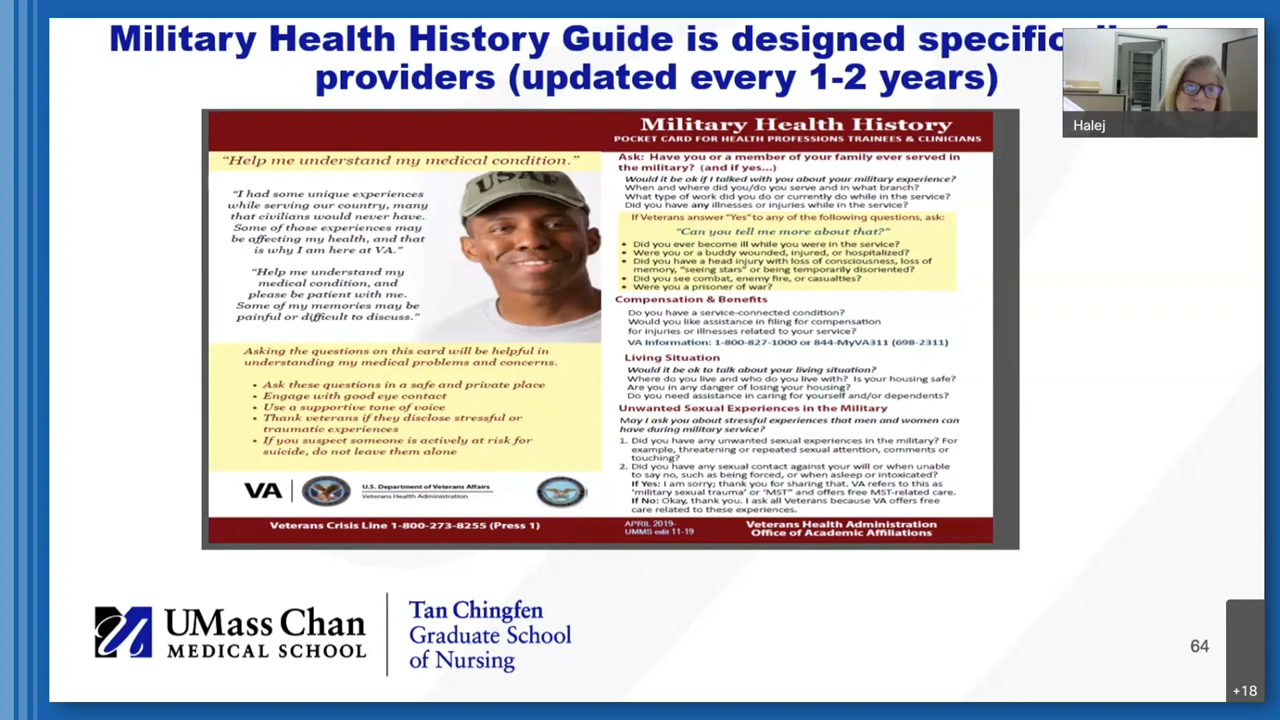 Military Health History Guide is designed
providers (updated every 1-2 years)
Halej
Military Health History
POCKET CARD FOR HEALTH PROFESSIONS TRAINEES & CLINICIANS
"Help me understand my medical condition."
"I had some unique experiences
while serving our country, many
that civilians would never have.
Some of those experiences may
be affecting my health, and that
is why I am here at VA."
"Help me understand my
medical condition, and
please be patient with me.
Some of my memories may be
painful or difficult to discuss."
USAF
Asking the questions on this card will be helpful in
understanding my medical problems and concerns.
• Ask these questions in a safe and private place
• Engage with good eye contact
• Use a supportive tone of voice
• Thank veterans if they disclose stressful or
traumatic experiences
• If you suspect someone is actively at risk for
suicide, do not leave them alone
VA
U.S. Department of Veterans Affairs
Veterans Health Administration
Veterans Crisis Line 1-800-273-8255 (Press 1)
Ask: Have you or a member of your family ever served in
the military? (and if yes...)
Would it be ok if I talked with you about your military experience?
When and where did you/do you serve and in what branch?
What type of work did you do or currently do while in the service?
Did you have any illnesses or injuries while in the service?
If Veterans answer "Yes" to any of the following questions, ask:
"Can you tell me more about that?"
• Did you ever become ill while you were in the service?
• Were you or a buddy wounded, injured, or hospitalized?
• Did you have a head injury with loss of consciousness, loss of
memory, "seeing stars" or being temporarily disoriented?
• Did you see combat, enemy fire, or casualties?
• Were you a prisoner of war?
Compensation & Benefits
Do you have a service-connected condition?
Would you like assistance in filing for compensation
for injuries or illnesses related to your service?
VA Information: 1-800-827-1000 or 844-MyVA311 (698-2311)
Living Situation
Would it be ok to talk about your living situation?
Where do you live and who do you live with? Is your housing safe?
Are you in any danger of losing your housing?
Do you need assistance in caring for yourself and/or dependents?
Unwanted Sexual Experiences in the Military
May I ask you about stressful experiences that men and women can
have during military service?
1. Did you have any unwanted sexual experiences in the military? For
example, threatening or repeated sexual attention, comments or
touching?
2. Did you have any sexual contact against your will or when unable
to say no, such as being forced, or when asleep or intoxicated?
If Yes: I am sorry; thank you for sharing that. VA refers to this as
'military sexual trauma' or 'MST" and offers free MST-related care.
If No: Okay, thank you. I ask all Veterans because VA offers free
care related to these experiences.
APRIL 2019-
UMMS edit 11-19
Veterans Health Administration
Office of Academic Affiliations
UMass Chan
MEDICAL SCHOOL
Tan Chingfen
Graduate School
of Nursing
64
+18